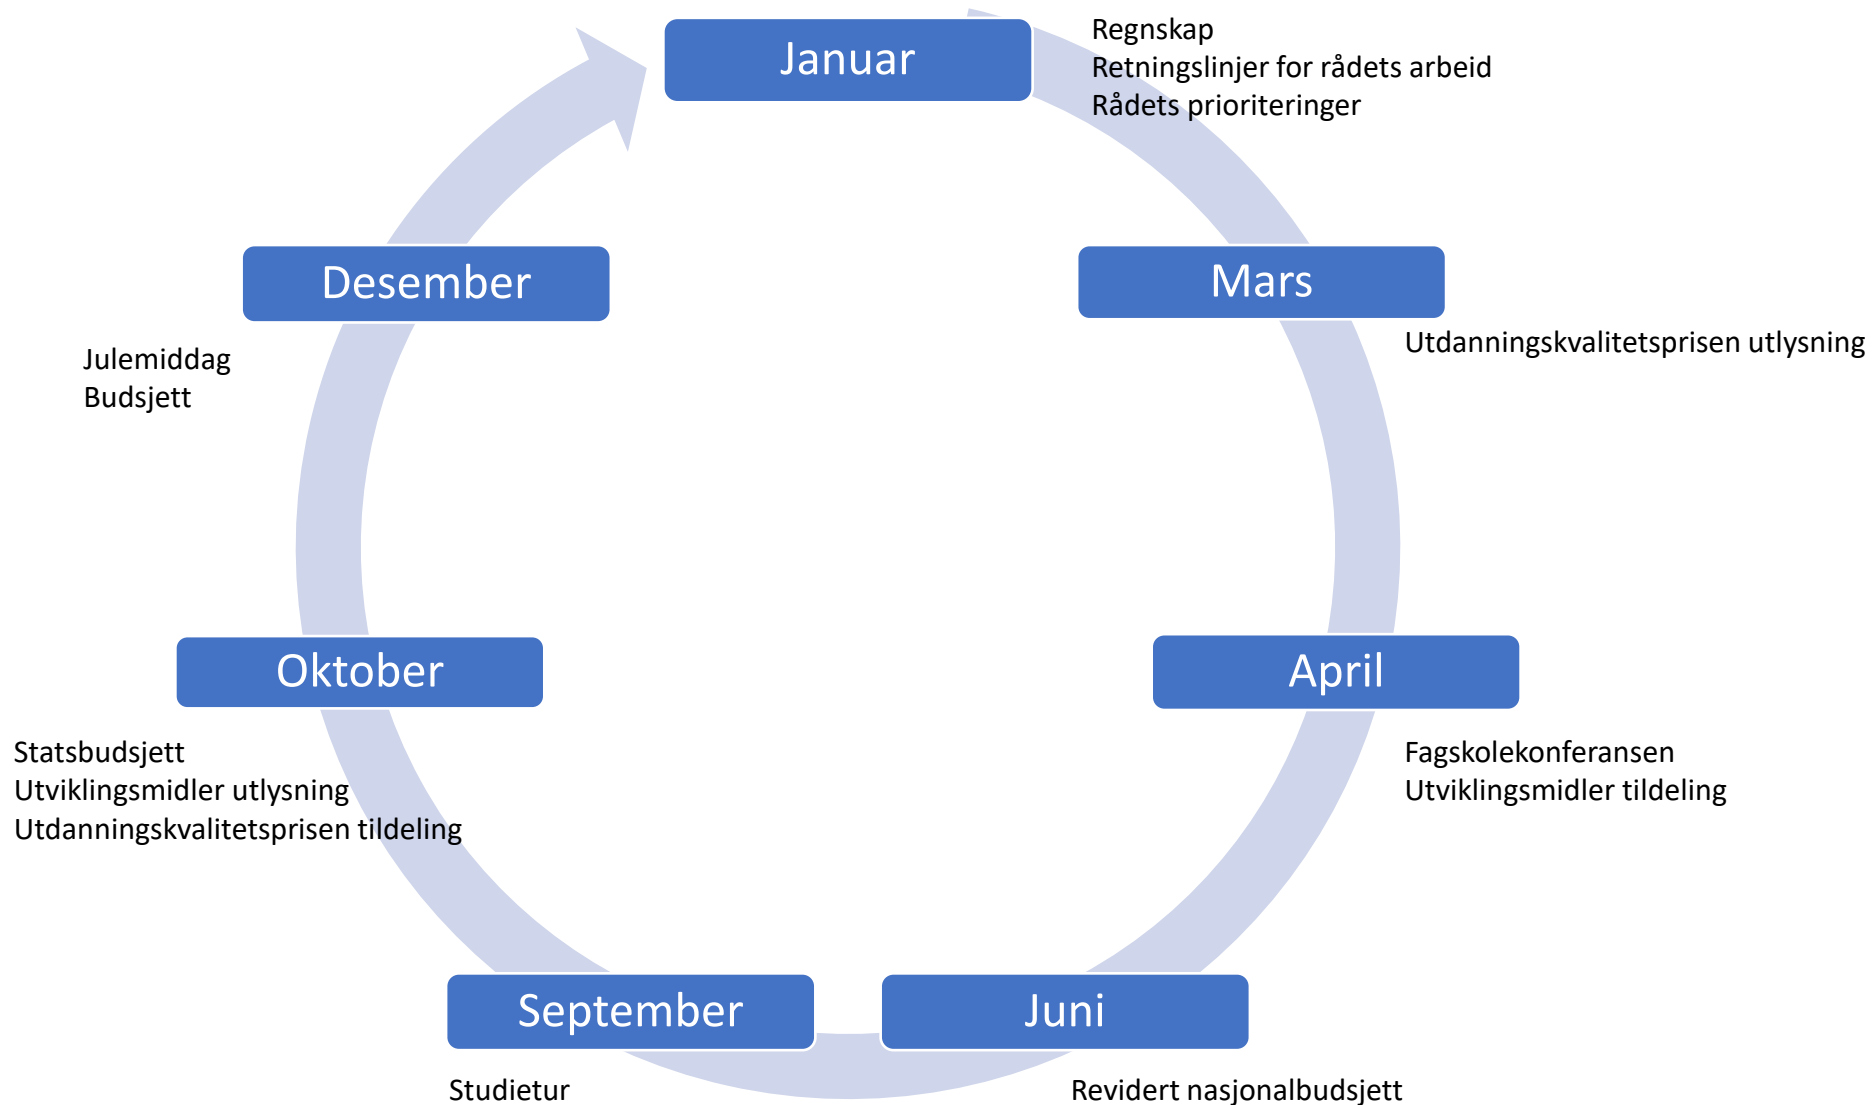 Januar
Regnskap
Retningslinjer for rådets arbeid
Rådets prioriteringer
Mars
Utdanningskvalitetsprisen utlysning
April
Fagskolekonferansen
Utviklingsmidler tildeling
Juni
Revidert nasjonalbudsjett
September
Studietur
Oktober
Statsbudsjett
Utviklingsmidler utlysning
Utdanningskvalitetsprisen tildeling
Desember
Julemiddag
Budsjett